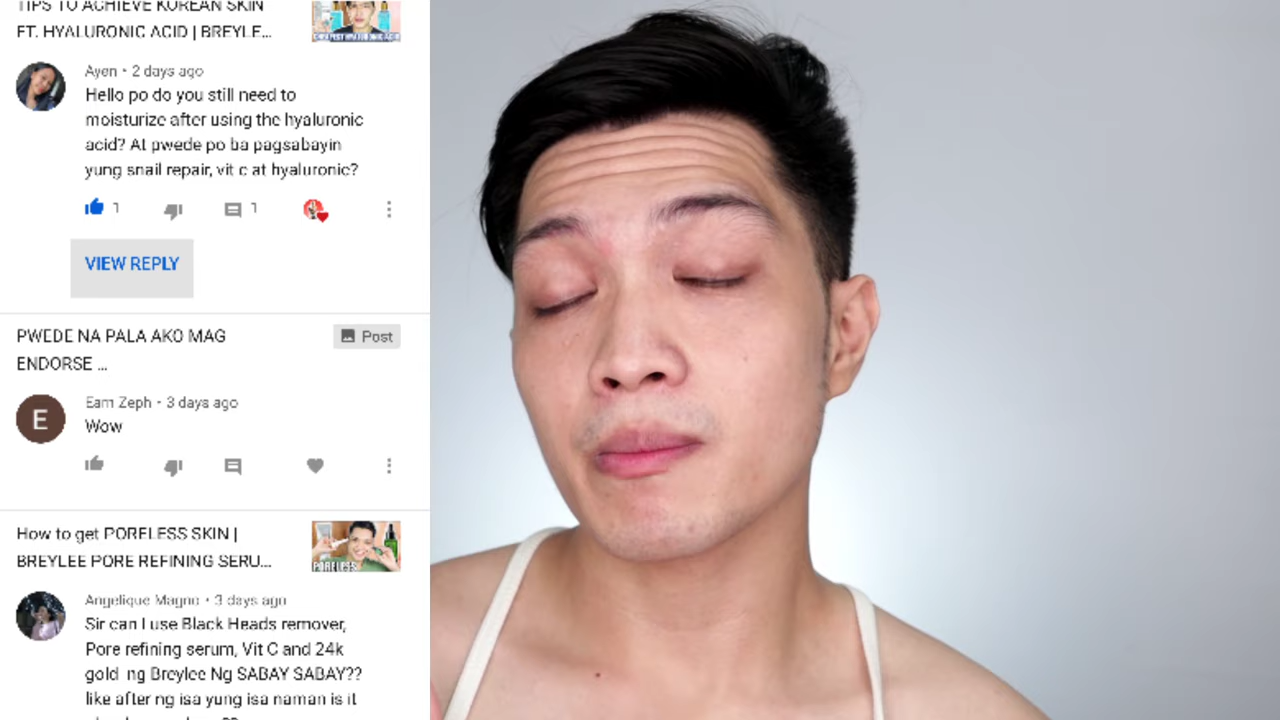 TIPS TO ACHIEVE KOREAN SKIN
FT. HYALURONIC ACID | BREYLE...
CHEAPEST HYALURONIC ACID
Ayen • 2 days ago
Hello po do you still need to
moisturize after using the hyaluronic
acid? At pwede po ba pagsabayin
yung snail repair, vit c at hyaluronic?
1
1
VIEW REPLY
PWEDE NA PALA AKO MAG
ENDORSE ...
Post
E
Earn Zeph • 3 days ago
Wow
How to get PORELESS SKIN |
BREYLEE PORE REFINING SERU...
PORELESS
Angelique Magno • 3 days ago
Sir can I use Black Heads remover,
Pore refining serum, Vit C and 24k
gold ng Breylee Ng SABAY SABAY??
like after ng isa yung isa naman is it